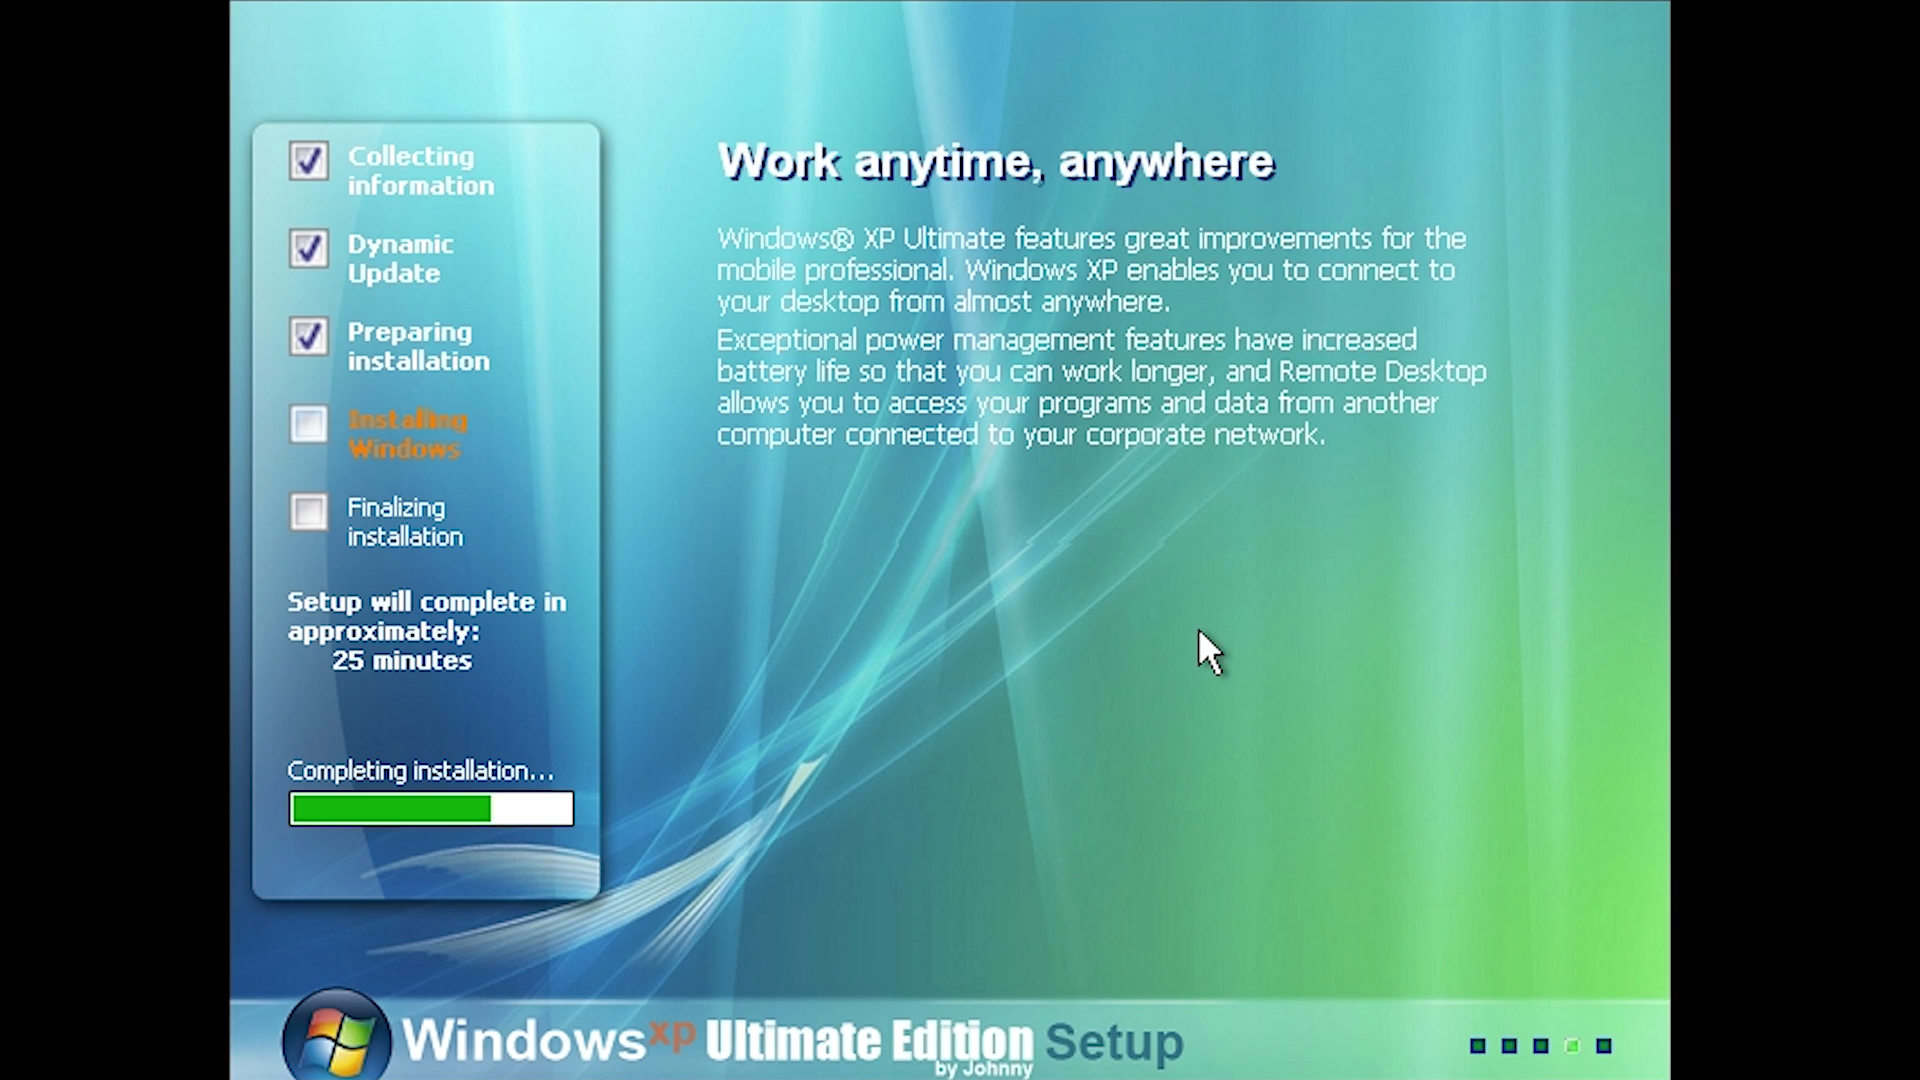 Collecting
information
Dynamic
Update
Preparing
installation
Installing
Windows
Finalizing
installation
Setup will complete in
approximately:
25 minutes
Completing installation...
Work anytime, anywhere
Windows® XP Ultimate features great improvements for the
mobile professional. Windows XP enables you to connect to
your desktop from almost anywhere.
Exceptional power management features have increased
battery life so that you can work longer, and Remote Desktop
allows you to access your programs and data from another
computer connected to your corporate network.
Windows xp Ultimate Edition Setup
by Johnny